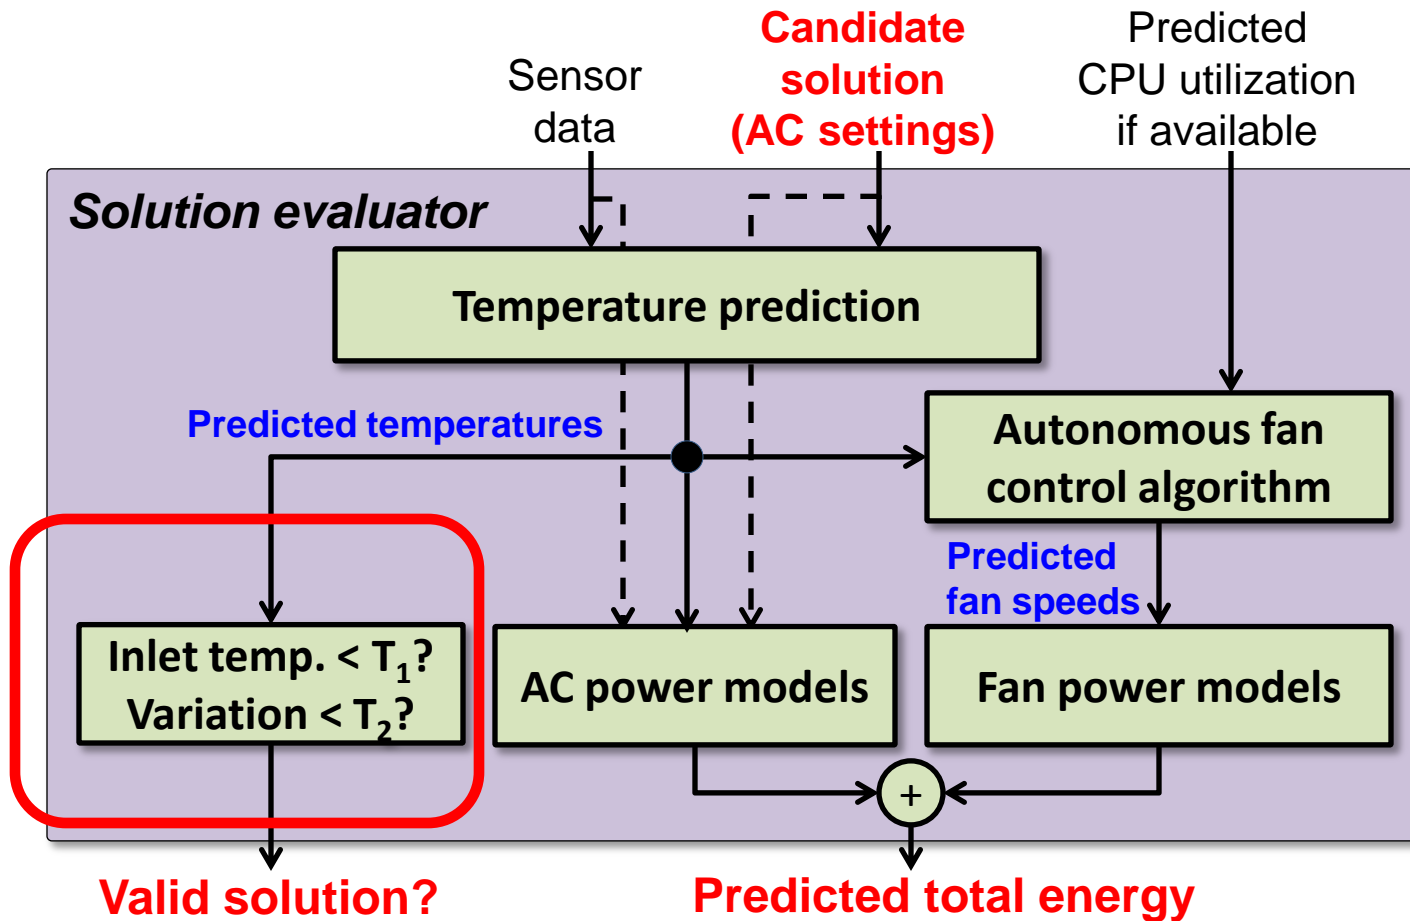 Sensor
data
Candidate
solution
(AC settings)
Predicted
CPU utilization
if available
Solution evaluator
Temperature prediction
Predicted temperatures
Autonomous fan
control algorithm
Predicted
fan speeds
Inlet temp. < T₁?
Variation < T₂?
AC power models
Fan power models
+
Valid solution?
Predicted total energy